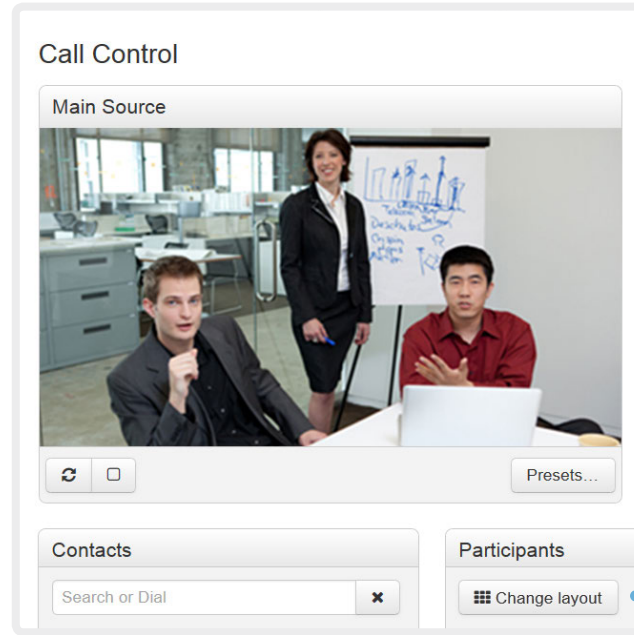 Call Control
Main Source
Presets...
Contacts
Participants
Search or Dial
Change layout